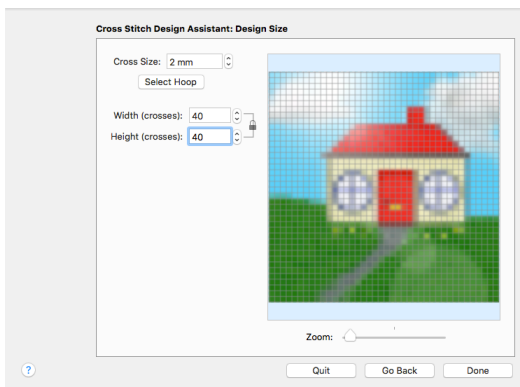 Cross Stitch Design Assistant: Design Size
Cross Size: 2 mm
Select Hoop
Width (crosses): 40
Height (crosses): 40
Zoom:
? Quit Go Back Done